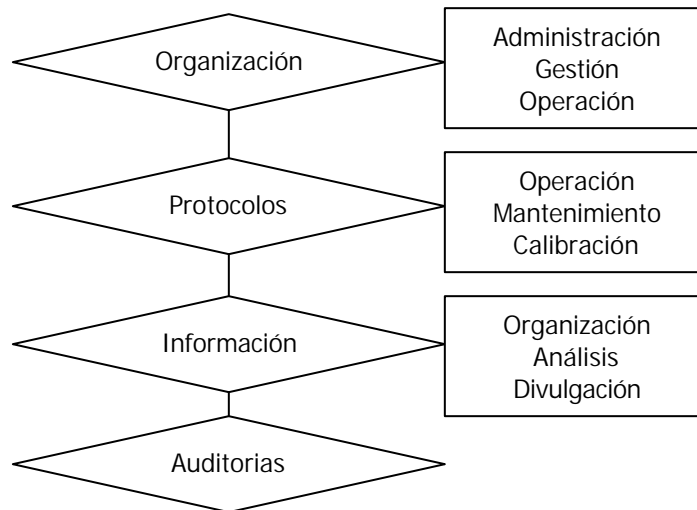 Organización
Administración
Gestión
Operación
Protocolos
Operación
Mantenimiento
Calibración
Información
Organización
Análisis
Divulgación
Auditorias